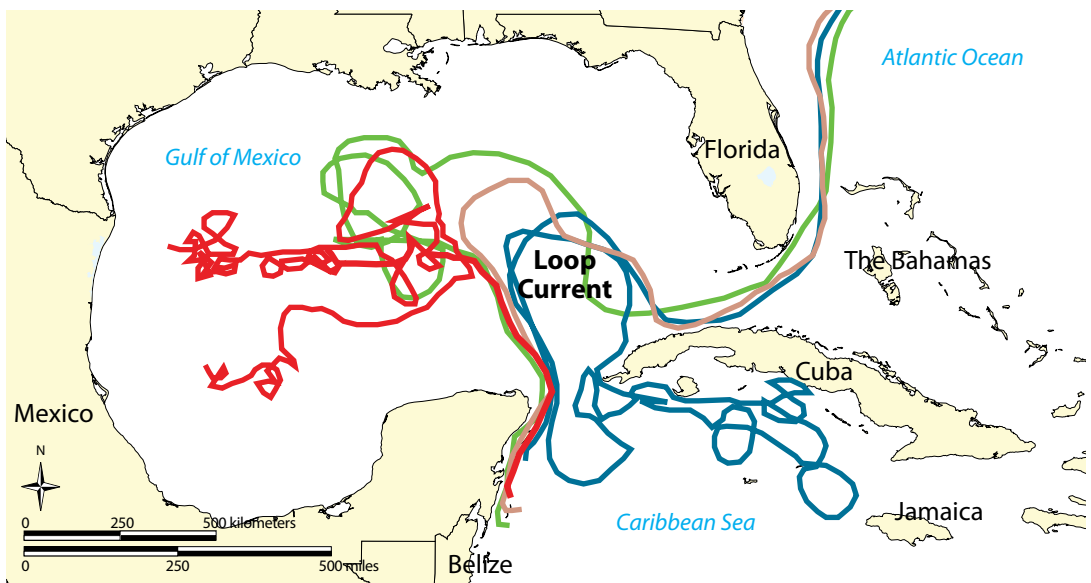 Atlantic Ocean
Florida
Gulf of Mexico
The Bahamas
Loop
Current
Cuba
Mexico
N
0 250 500 kilometers
0 250 500 miles
Caribbean Sea
Jamaica
Belize